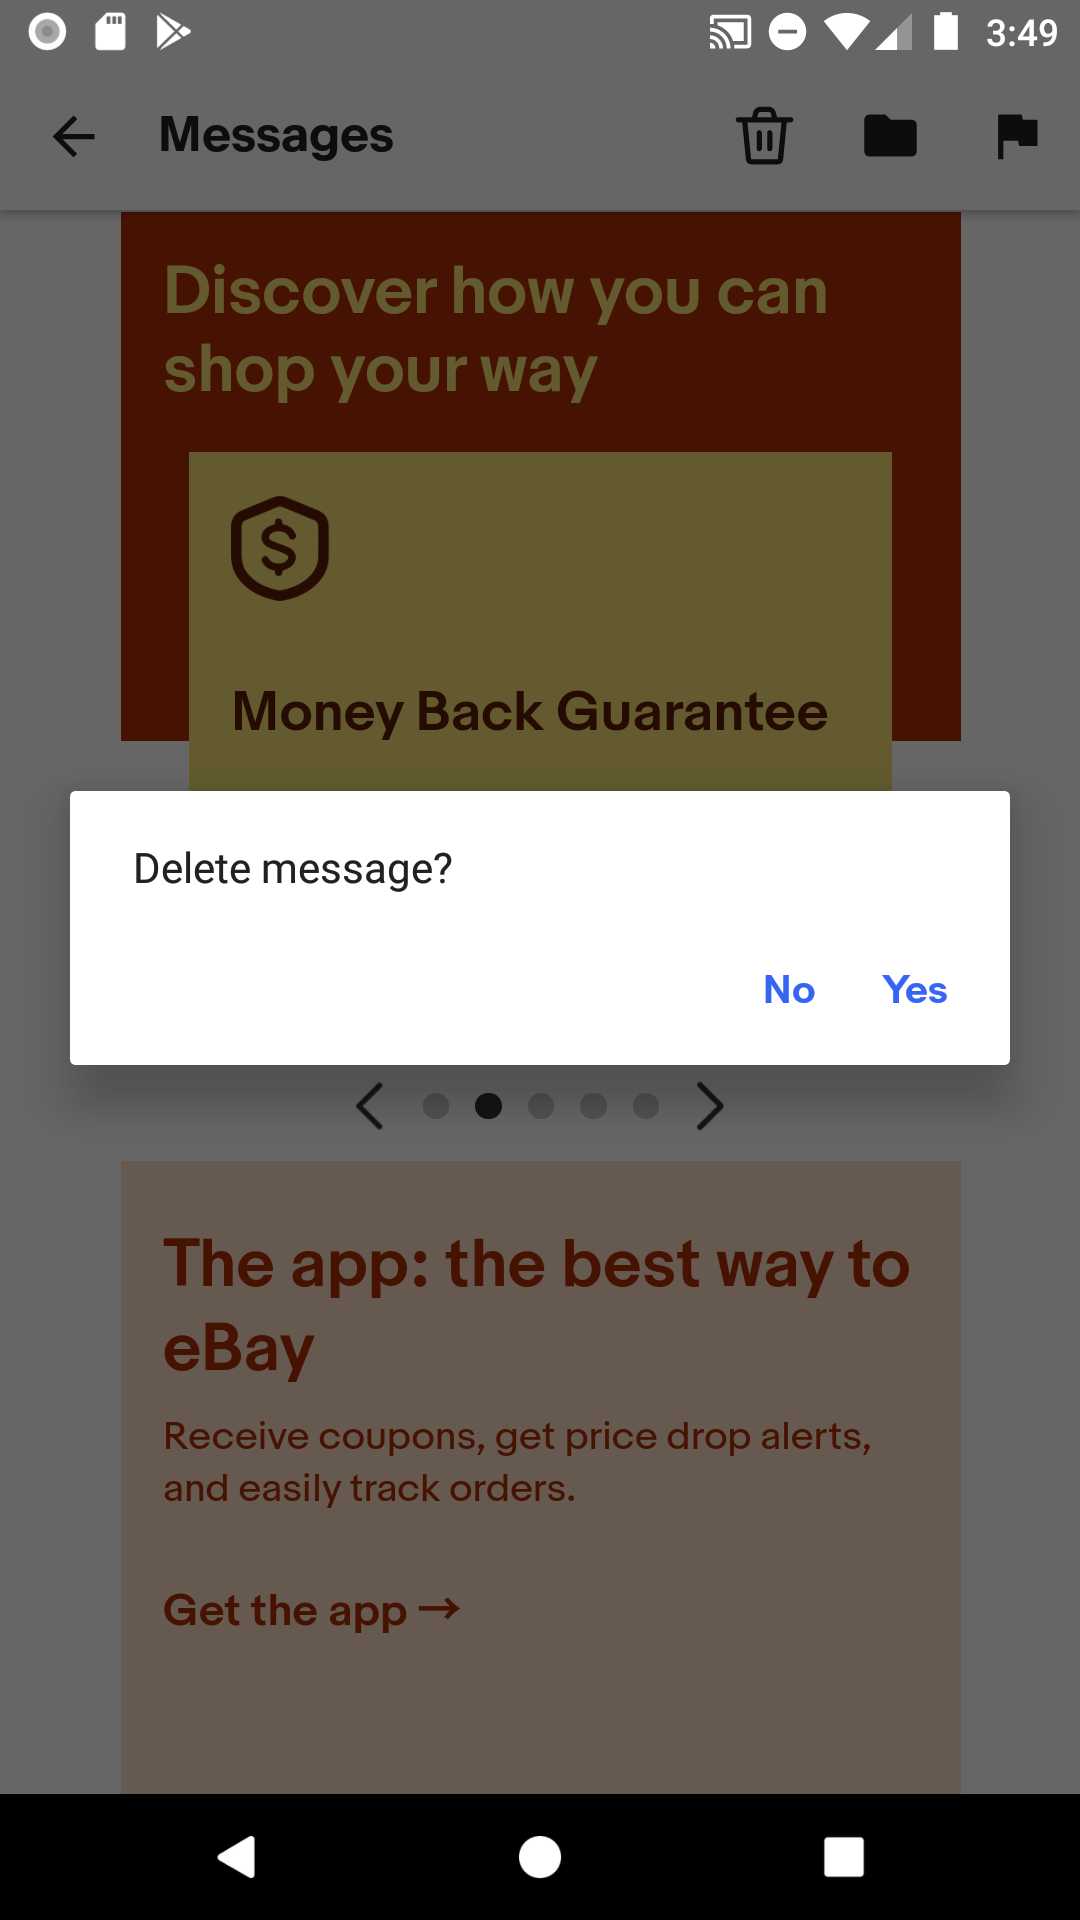 3:49
Messages
Discover how you can
shop your way
$
Money Back Guarantee
Delete message?
No Yes
The app: the best way to
eBay
Receive coupons, get price drop alerts,
and easily track orders.
Get the app →